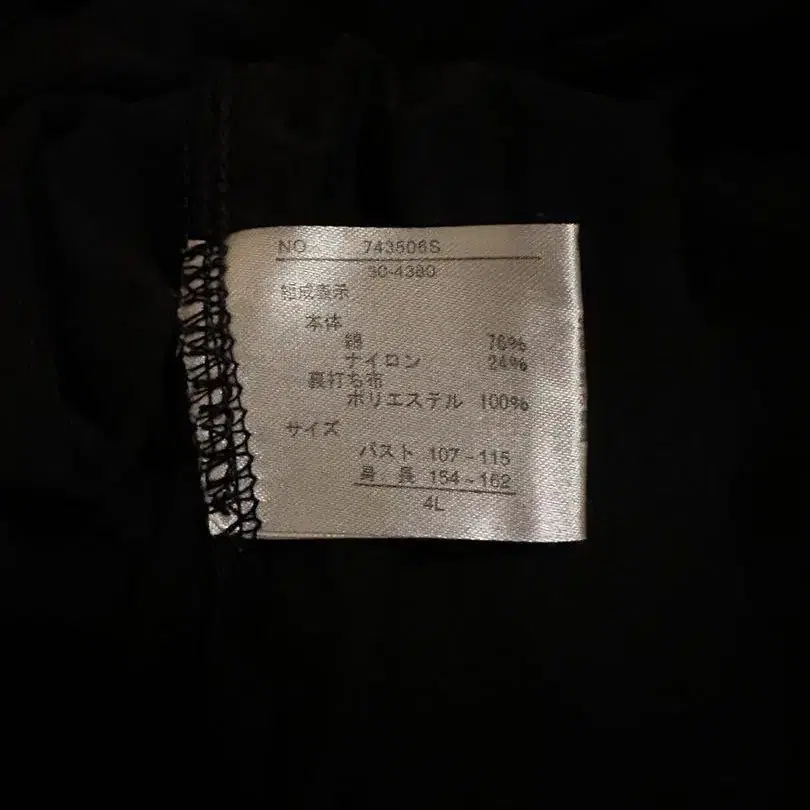 NO 743506S
30-4380
組成表示
本体
綿 76%
ナイロン 24%
裏打ち布
ポリエステル 100%
サイズ
バスト 107-115
身長 154-162
4L